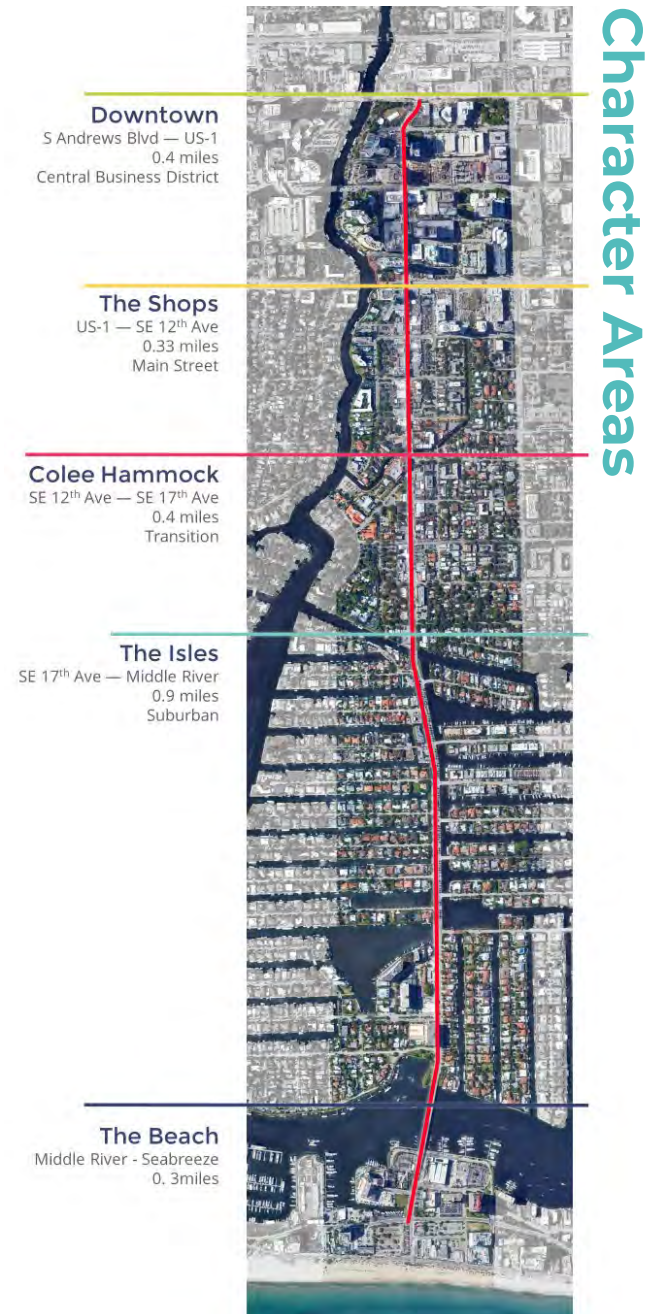 Character Areas
Downtown
S Andrews Blvd — US-1
0.4 miles
Central Business District
The Shops
US-1 — SE 12th Ave
0.33 miles
Main Street
Colee Hammock
SE 12th Ave — SE 17th Ave
0.4 miles
Transition
The Isles
SE 17th Ave — Middle River
0.9 miles
Suburban
The Beach
Middle River - Seabreeze
0. 3miles